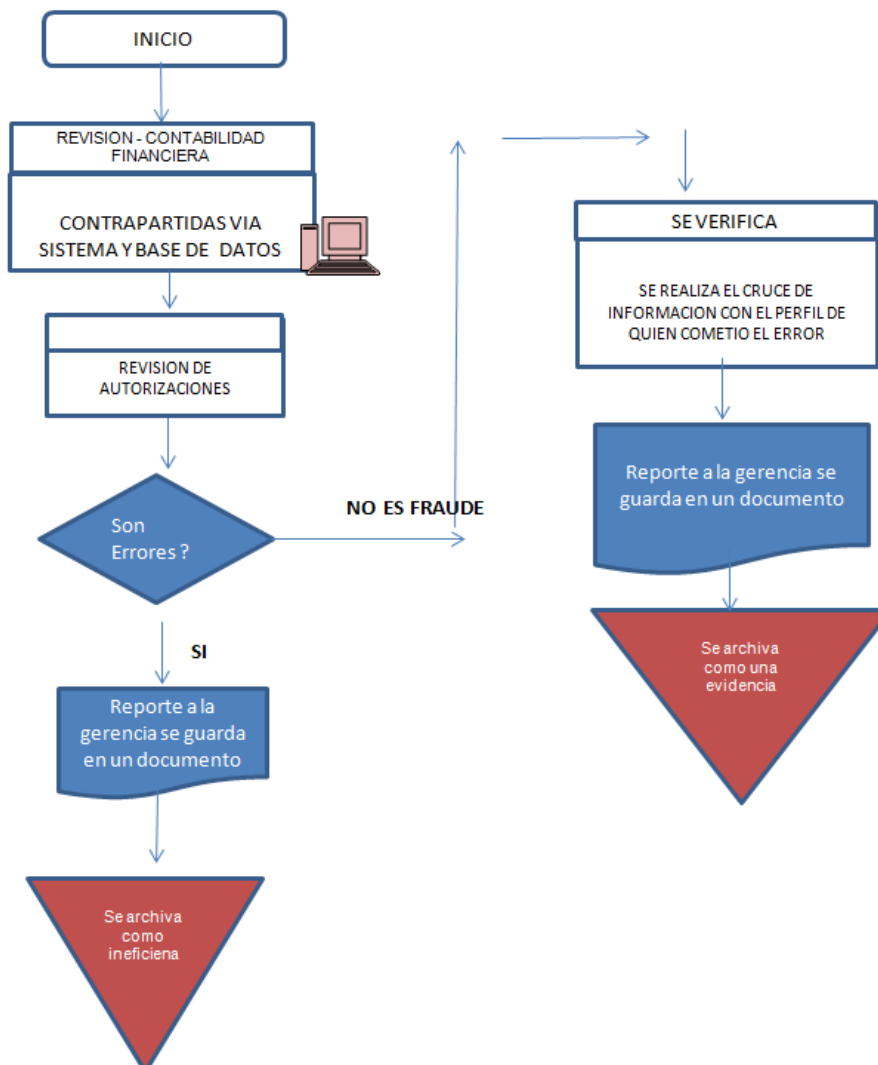 INICIO
REVISION - CONTABILIDAD
FINANCIERA
CONTRAPARTIDAS VIA
SISTEMA Y BASE DE DATOS
REVISION DE
AUTORIZACIONES
Son
Errores ?
NO ES FRAUDE
SI
Reporte a la
gerencia se guarda
en un documento
Se archiva
como
ineficiena
SE VERIFICA
SE REALIZA EL CRUCE DE
INFORMACION CON EL PERFIL DE
QUIEN COMETIO EL ERROR
Reporte a la gerencia se
guarda en un documento
Se archiva
como una
evidencia